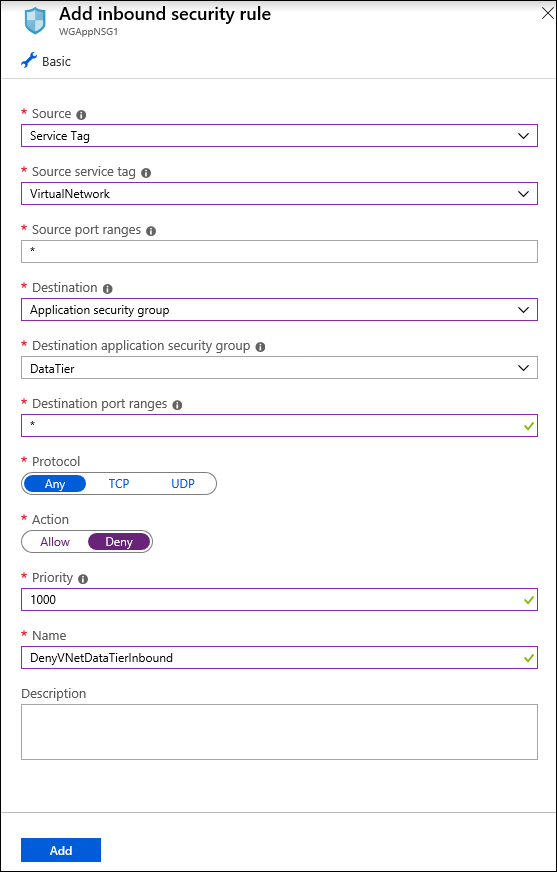 Add inbound security rule
WGAppNSG1
Basic
* Source
Service Tag
* Source service tag
VirtualNetwork
* Source port ranges
*
* Destination
Application security group
* Destination application security group
DataTier
* Destination port ranges
*
* Protocol
Any TCP UDP
* Action
Allow Deny
* Priority
1000
* Name
DenyVNetDataTierInbound
Description
Add